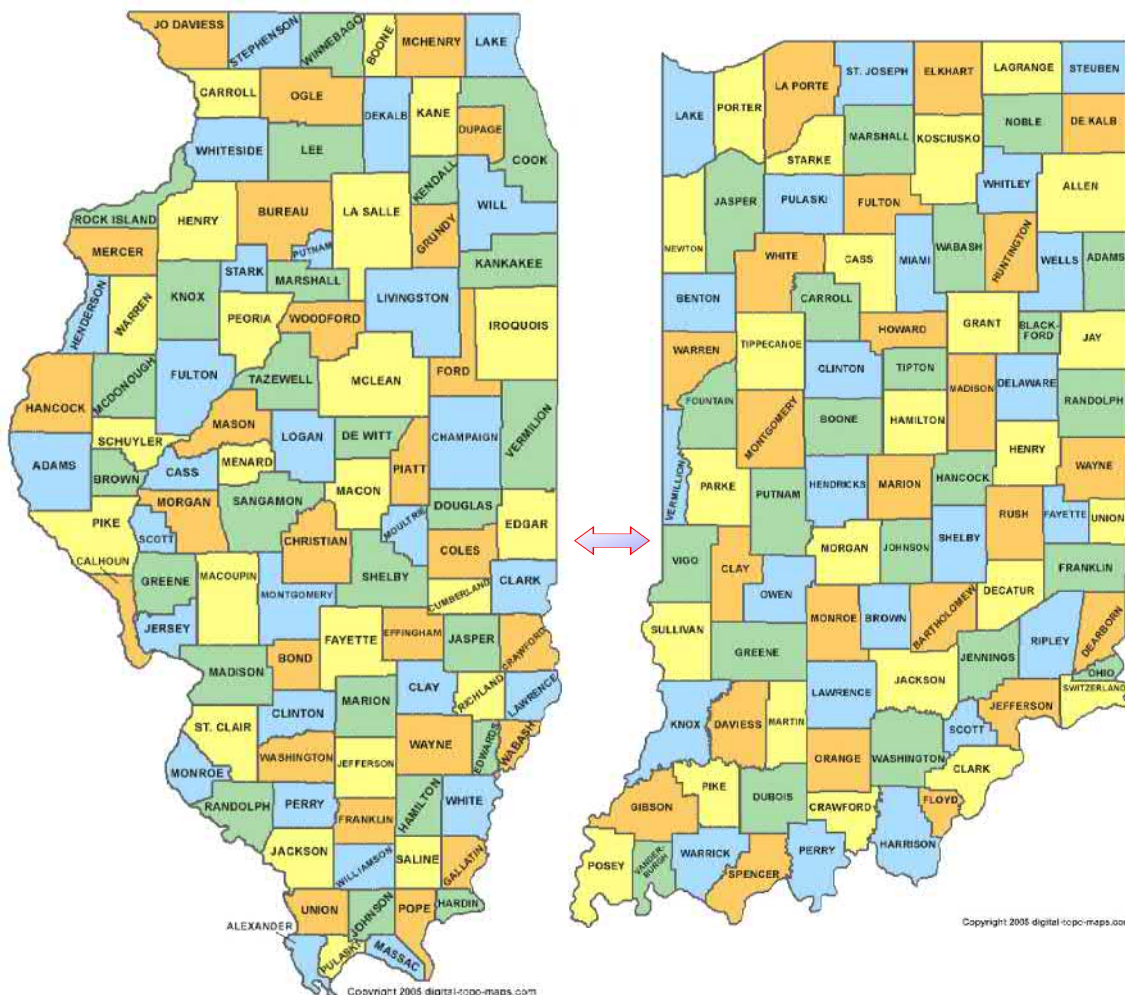 JO DAVIESS
STEPHENSON
WINNEBAGO
BOONE
MCHENRY
LAKE
CARROLL
OGLE
DEKALB
KANE
DUPAGE
COOK
WHITESIDE
LEE
KENDALL
WILL
ROCK ISLAND
HENRY
BUREAU
LA SALLE
GRUNDY
MERCER
PUTNAM
STARK
MARSHALL
KANKAKEE
HENDERSON
WARREN
KNOX
PEORIA
WOODFORD
LIVINGSTON
IROQUOIS
HANCOCK
MCDONOUGH
FULTON
TAZEWELL
MCLEAN
FORD
VERMILION
SCHUYLER
MASON
LOGAN
DE WITT
CHAMPAIGN
ADAMS
BROWN
CASS
MENARD
PIATT
PIKE
MORGAN
SANGAMON
MACON
DOUGLAS
EDGAR
SCOTT
CHRISTIAN
MOULTRIE
COLES
CALHOUN
GREENE
MACOUPIN
MONTGOMERY
SHELBY
CUMBERLAND
CLARK
JERSEY
FAYETTE
EFFINGHAM
JASPER
CRAWFORD
MADISON
BOND
CLAY
RICHLAND
LAWRENCE
ST. CLAIR
CLINTON
MARION
MONROE
WASHINGTON
JEFFERSON
WAYNE
EDWARDS
WABASH
RANDOLPH
PERRY
FRANKLIN
HAMILTON
WHITE
JACKSON
WILLIAMSON
SALINE
GALLATIN
UNION
JOHNSON
POPE
HARDIN
ALEXANDER
PULASKI
MASSAC
Copyright 2005 digital-topo-maps.com
LAKE
PORTER
LA PORTE
ST. JOSEPH
ELKHART
LAGRANGE
STEUBEN
STARKE
MARSHALL
KOSCIUSKO
NOBLE
DE KALB
NEWTON
JASPER
PULASKI
FULTON
WHITLEY
ALLEN
WHITE
CASS
MIAMI
WABASH
HUNTINGTON
WELLS
ADAMS
BENTON
CARROLL
HOWARD
GRANT
BLACK-
FORD
JAY
WARREN
TIPPECANOE
CLINTON
TIPTON
MADISON
DELAWARE
RANDOLPH
FOUNTAIN
MONTGOMERY
BOONE
HAMILTON
HENRY
WAYNE
VERMILLION
PARKE
PUTNAM
HENDRICKS
MARION
HANCOCK
RUSH
FAYETTE
UNION
VIGO
CLAY
OWEN
MORGAN
JOHNSON
SHELBY
DECATUR
FRANKLIN
SULLIVAN
GREENE
MONROE
BROWN
BARTHOLOMEW
JENNINGS
RIPLEY
DEARBORN
OHIO
SWITZERLAND
KNOX
DAVIESS
MARTIN
LAWRENCE
JACKSON
SCOTT
JEFFERSON
GIBSON
PIKE
DUBOIS
ORANGE
WASHINGTON
CLARK
CRAWFORD
FLOYD
HARRISON
POSEY
VANDER-
BURGH
WARRICK
SPENCER
PERRY
Copyright 2005 digital-topo-maps.com